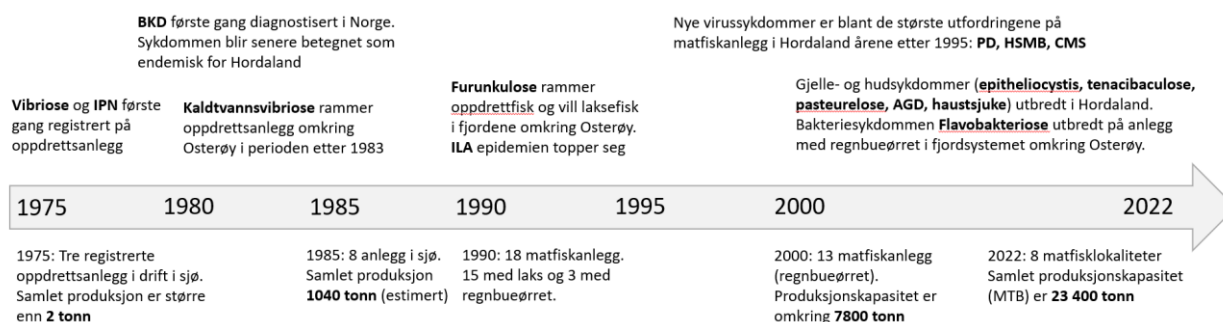 BKD første gang diagnostisert i Norge.
Sykdommen blir senere betegnet som
endemisk for Hordaland
Nye virussykdommer er blant de største utfordringene på
matfiskanlegg i Hordaland årene etter 1995: PD, HSMB, CMS
Vibriose og IPN første
gang registrert på
oppdrettsanlegg
Kaldtvannsvibriose rammer
oppdrettsanlegg omkring
Osterøy i perioden etter 1983
Furunkulose rammer
oppdrettfisk og vill laksefisk
i fjordene omkring Osterøy.
ILA epidemien topper seg
Gjelle- og hudsykdommer (epitheliocystis, tenacibaculose,
pasteurelose, AGD, haustsjuke) utbredt i Hordaland.
Bakteriesykdommen Flavobakteriose utbredt på anlegg
med regnbueørret i fjordsystemet omkring Osterøy.
1975 1980 1985 1990 1995 2000 2022
1975: Tre registrerte
oppdrettsanlegg i drift i sjø.
Samlet produksjon er større
enn 2 tonn
1985: 8 anlegg i sjø.
Samlet produksjon
1040 tonn (estimert)
1990: 18 matfiskanlegg.
15 med laks og 3 med
regnbueørret.
2000: 13 matfiskanlegg
(regnbueørret).
Produksjonskapasitet er
omkring 7800 tonn
2022: 8 matfisklokaliteter
Samlet produksjonskapasitet
(MTB) er 23 400 tonn